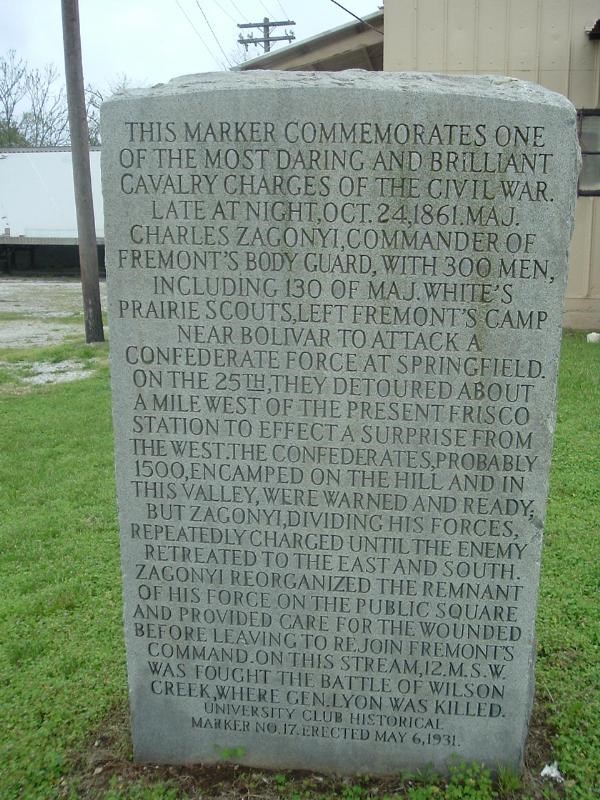 THIS MARKER COMMEMORATES ONE
OF THE MOST DARING AND BRILLIANT
CAVALRY CHARGES OF THE CIVIL WAR.
LATE AT NIGHT, OCT. 24, 1861. MAJ.
CHARLES ZAGONYI, COMMANDER OF
FREMONT'S BODY GUARD, WITH 300 MEN,
INCLUDING 130 OF MAJ. WHITE'S
PRAIRIE SCOUTS, LEFT FREMONT'S CAMP
NEAR BOLIVAR TO ATTACK A
CONFEDERATE FORCE AT SPRINGFIELD.
ON THE 25TH, THEY DETOURED ABOUT
A MILE WEST OF THE PRESENT FRISCO
STATION TO EFFECT A SURPRISE FROM
THE WEST. THE CONFEDERATES, PROBABLY
1500, ENCAMPED ON THE HILL AND IN
THIS VALLEY, WERE WARNED AND READY,
BUT ZAGONYI, DIVIDING HIS FORCES,
REPEATEDLY CHARGED UNTIL THE ENEMY
RETREATED TO THE EAST AND SOUTH.
ZAGONYI REORGANIZED THE REMNANT
OF HIS FORCE ON THE PUBLIC SQUARE
AND PROVIDED CARE FOR THE WOUNDED
BEFORE LEAVING TO REJOIN FREMONT'S
COMMAND. ON THIS STREAM, 12. M. S. W.
WAS FOUGHT THE BATTLE OF WILSON
CREEK, WHERE GEN. LYON WAS KILLED.
UNIVERSITY CLUB HISTORICAL
MARKER NO. 17. ERECTED MAY 6, 1931.